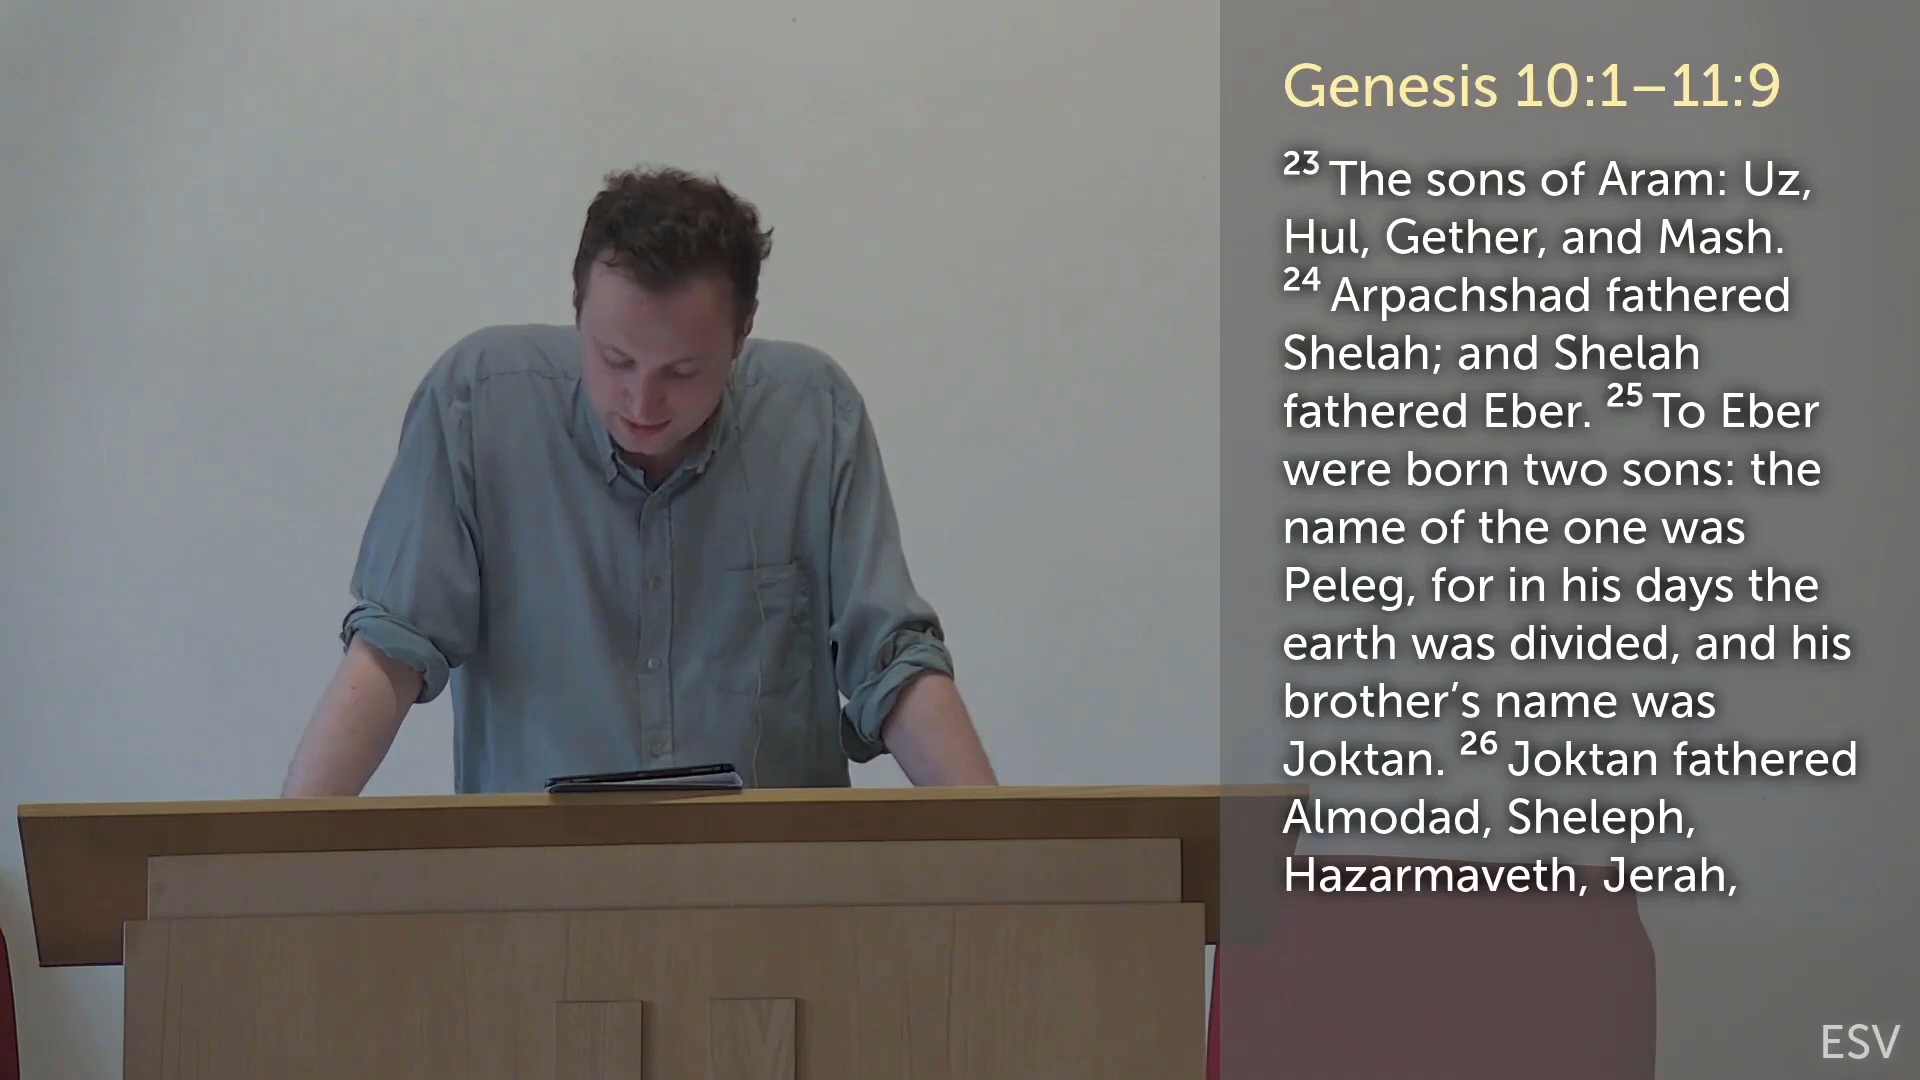 Genesis 10:1–11:9
23 The sons of Aram: Uz,
Hul, Gether, and Mash.
24 Arpachshad fathered
Shelah; and Shelah
fathered Eber. 25 To Eber
were born two sons: the
name of the one was
Peleg, for in his days the
earth was divided, and his
brother’s name was
Joktan. 26 Joktan fathered
Almodad, Sheleph,
Hazarmaveth, Jerah,
ESV